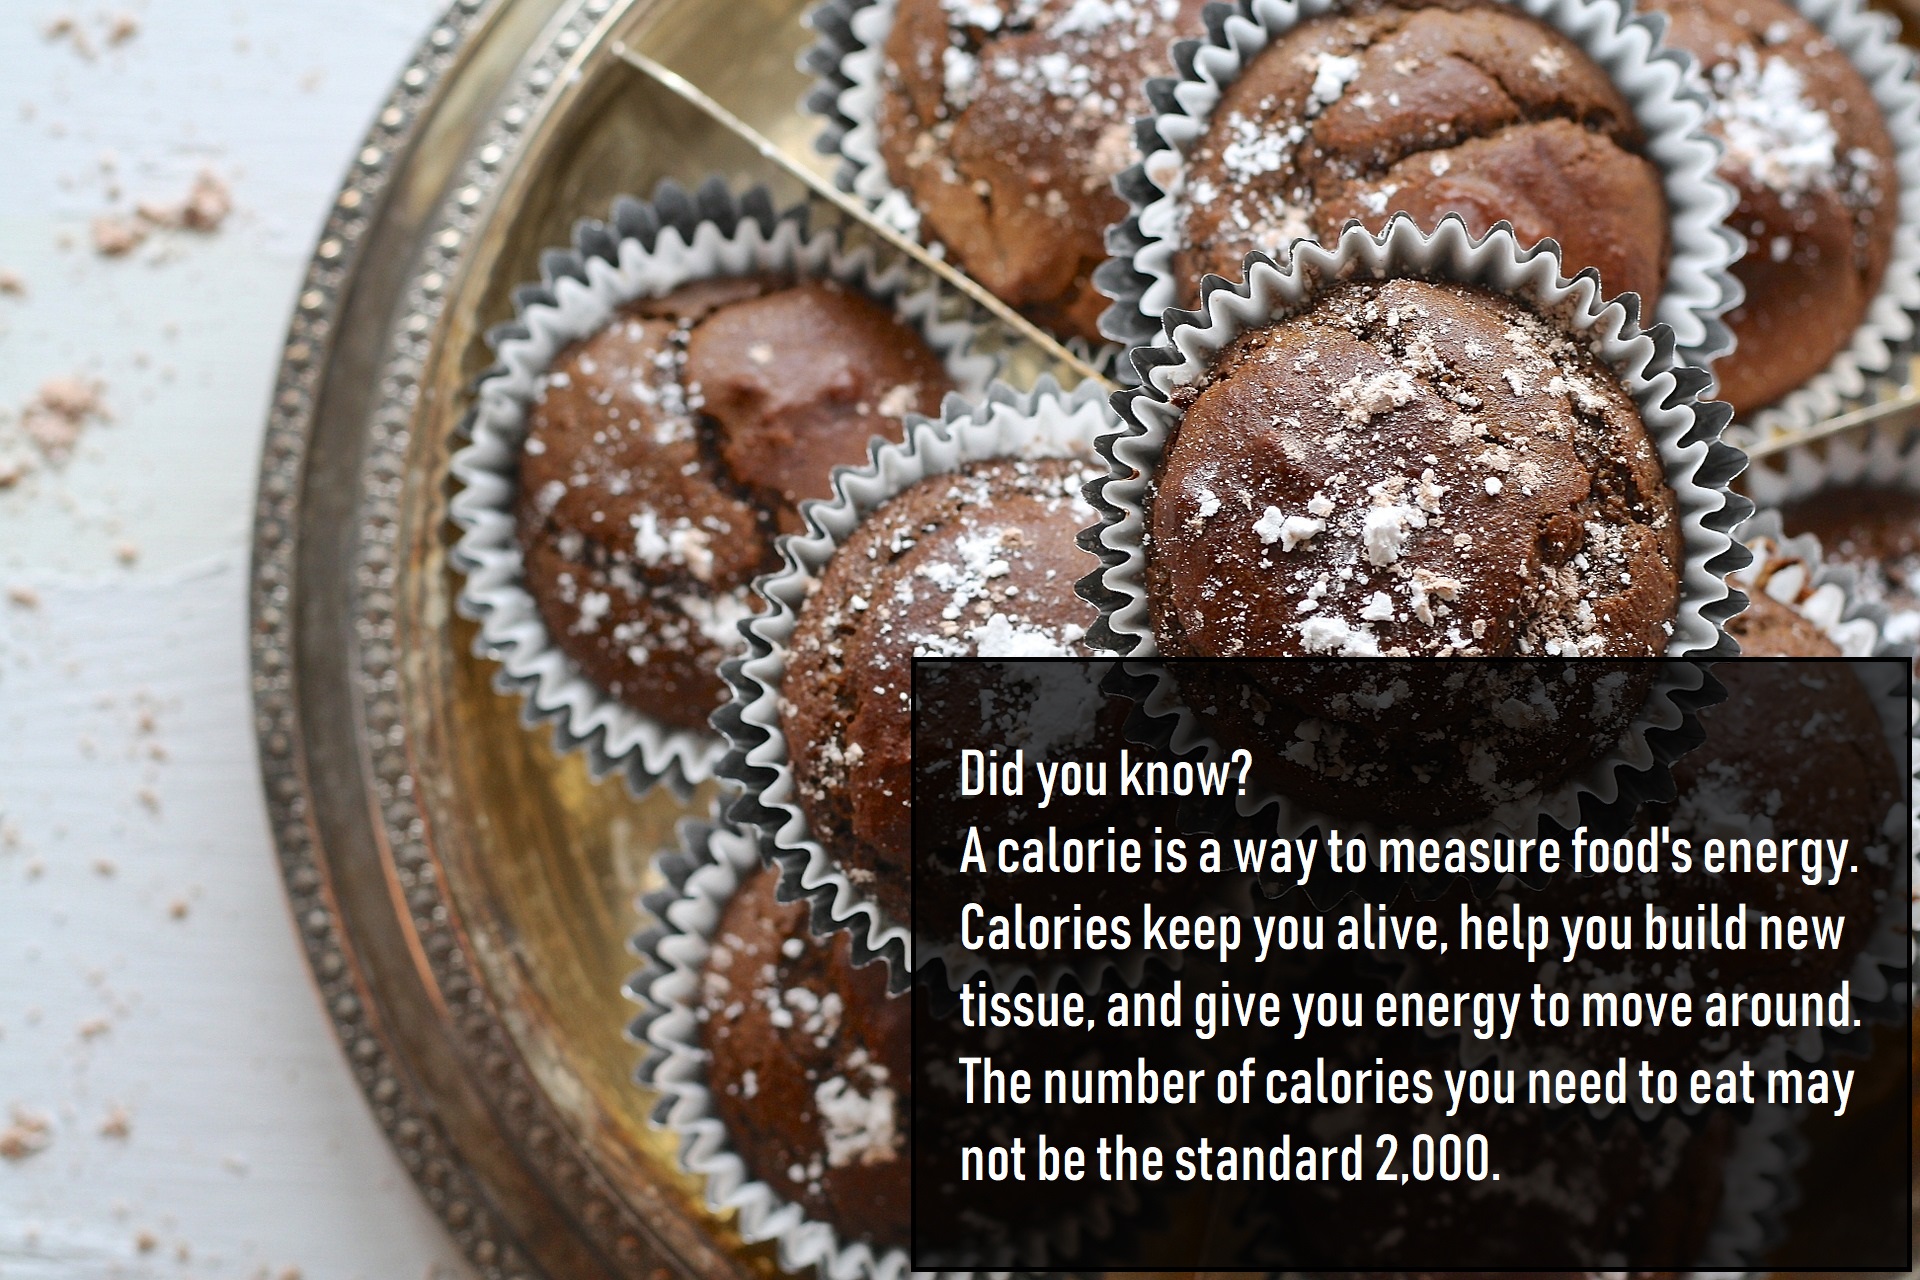 Did you know?
A calorie is a way to measure food's energy.
Calories keep you alive, help you build new
tissue, and give you energy to move around.
The number of calories you need to eat may
not be the standard 2,000.